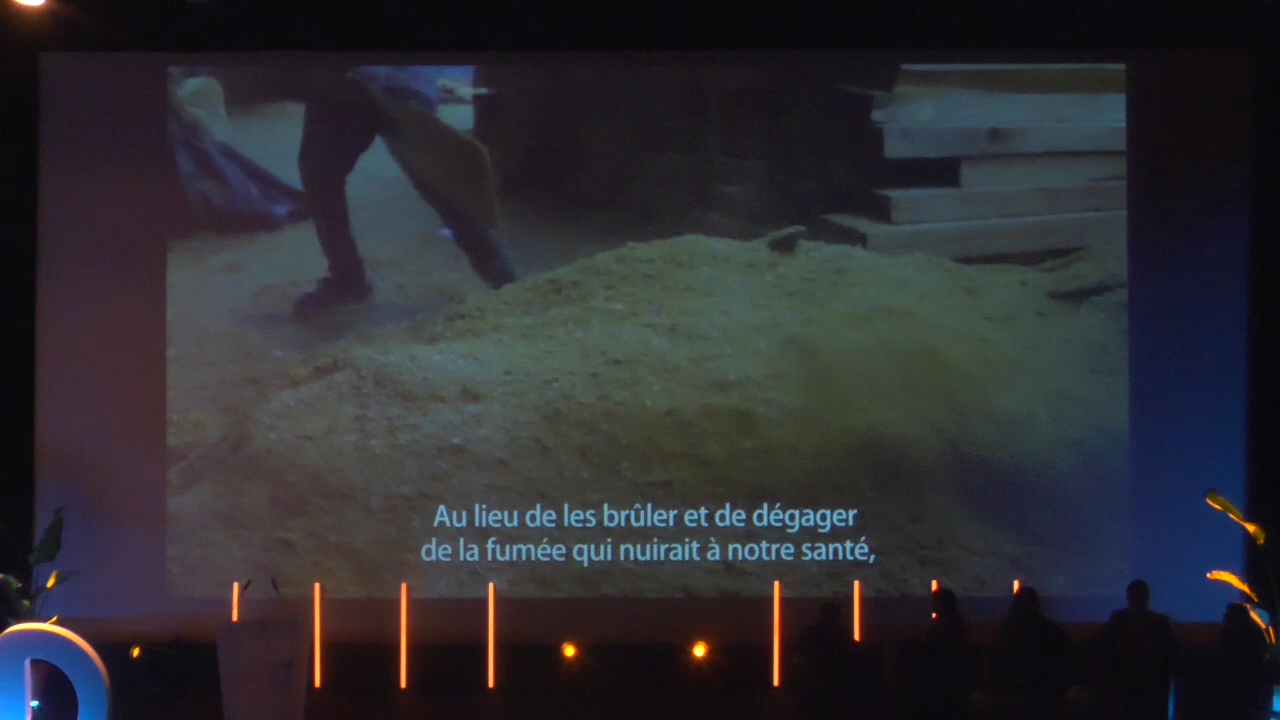 Au lieu de les brûler et de dégager
de la fumée qui nuirait à notre santé,